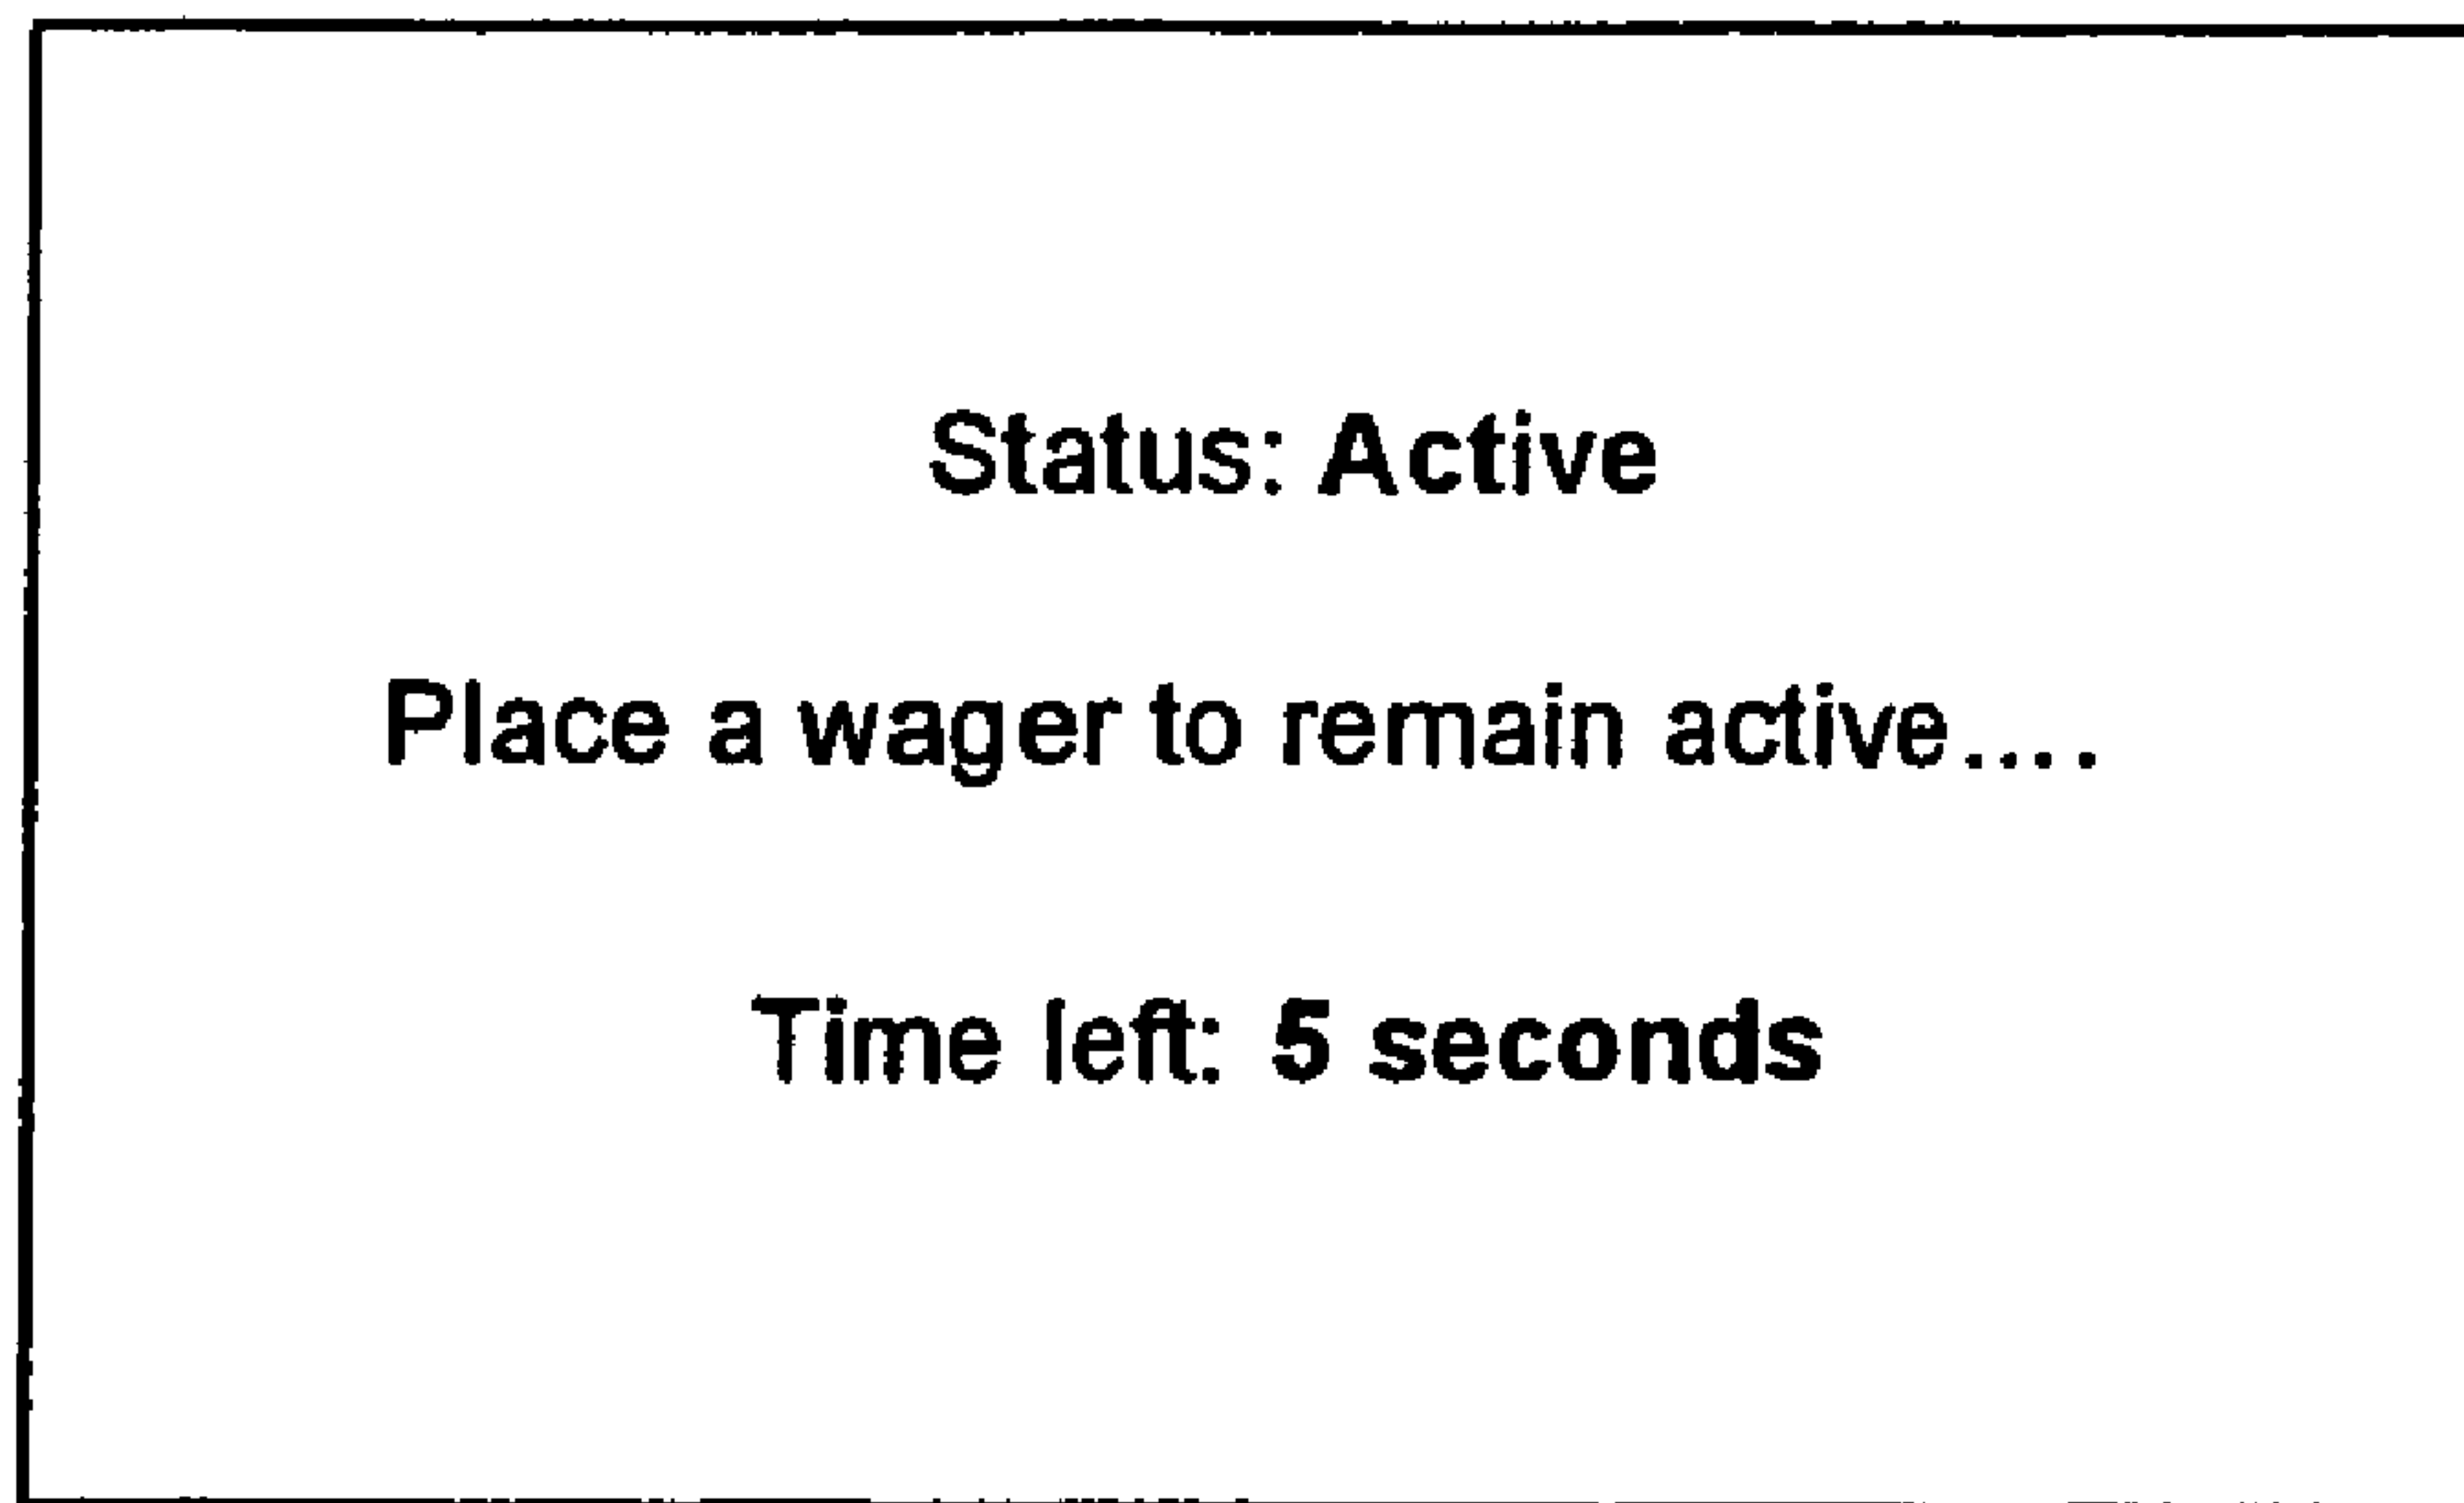 Status: Active
Place a wager to remain active....
Time left: 5 seconds